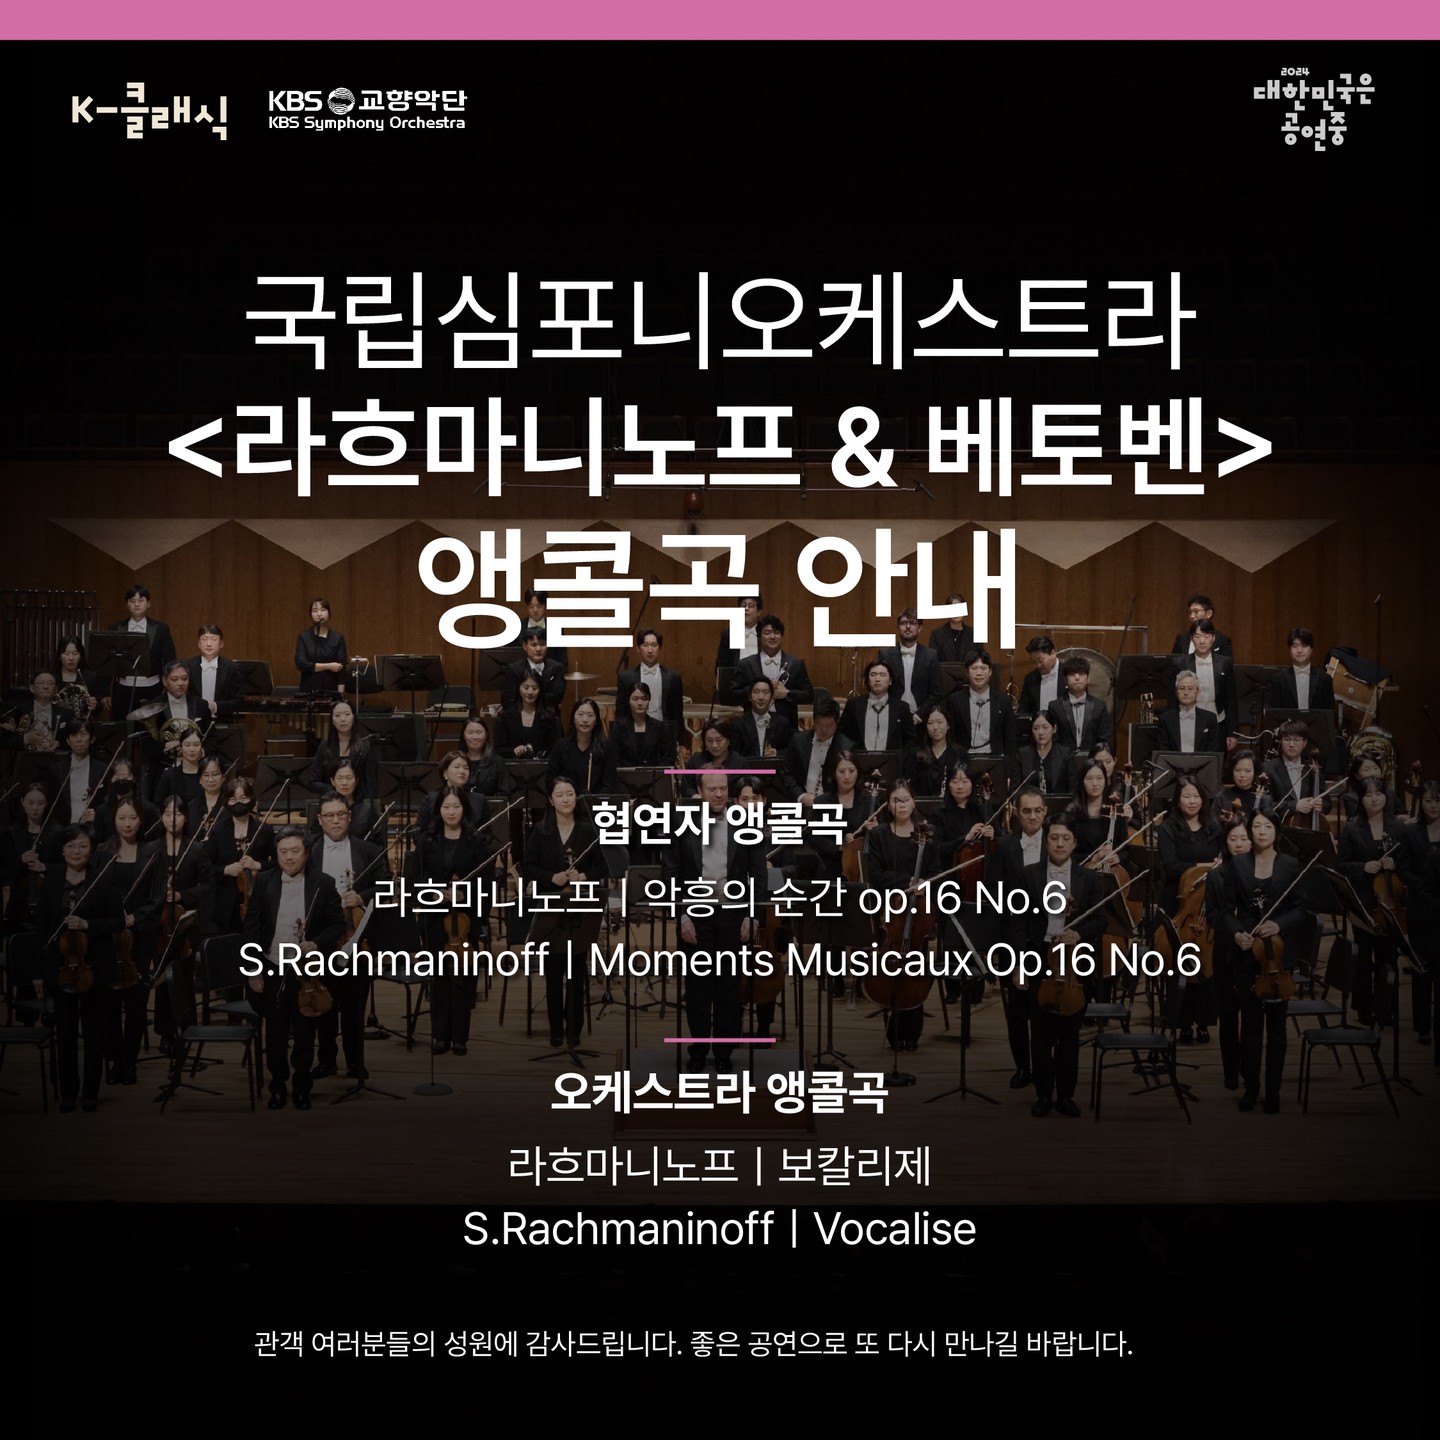 K-클래식
KBS 교향악단
KBS Symphony Orchestra
2024
대한민국은
공연중
국립심포니오케스트라
<라흐마니노프 & 베토벤>
앵콜곡 안내
협연자 앵콜곡
라흐마니노프 | 악흥의 순간 op.16 No.6
S.Rachmaninoff | Moments Musicaux Op.16 No.6
오케스트라 앵콜곡
라흐마니노프 | 보칼리제
S.Rachmaninoff | Vocalise
관객 여러분들의 성원에 감사드립니다. 좋은 공연으로 또 다시 만나길 바랍니다.